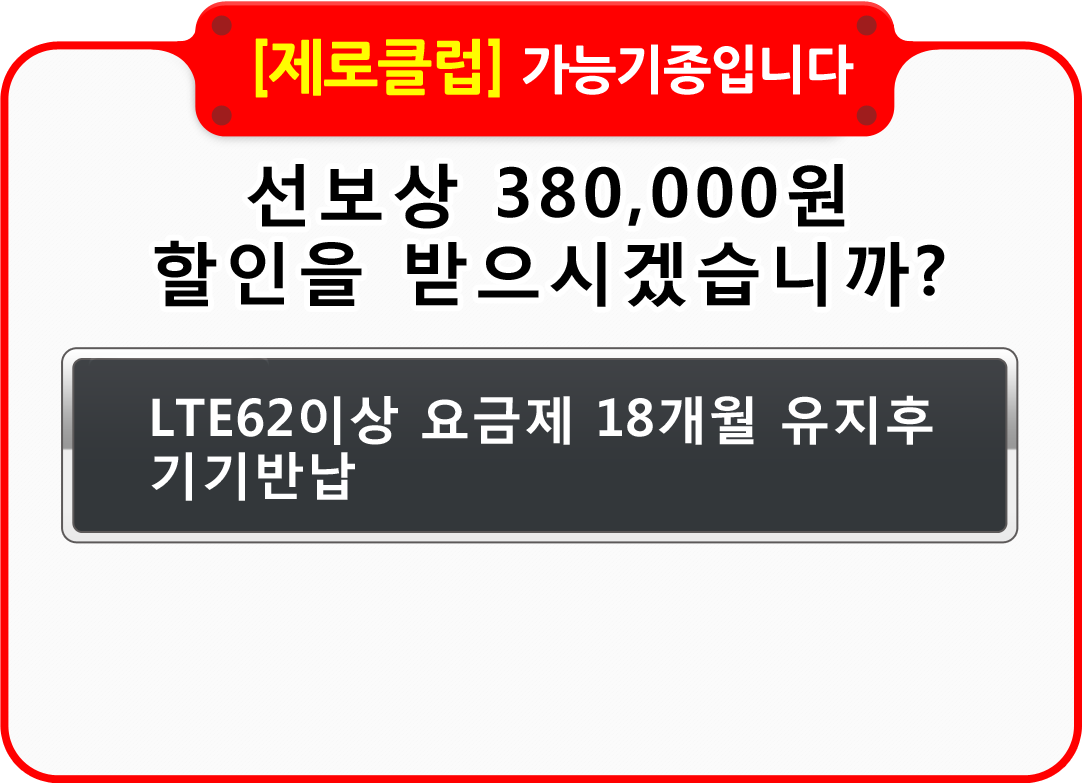 [제로클럽] 가능기종입니다
선보상 380,000원
할인을 받으시겠습니까?
LTE62이상 요금제 18개월 유지후
기기반납